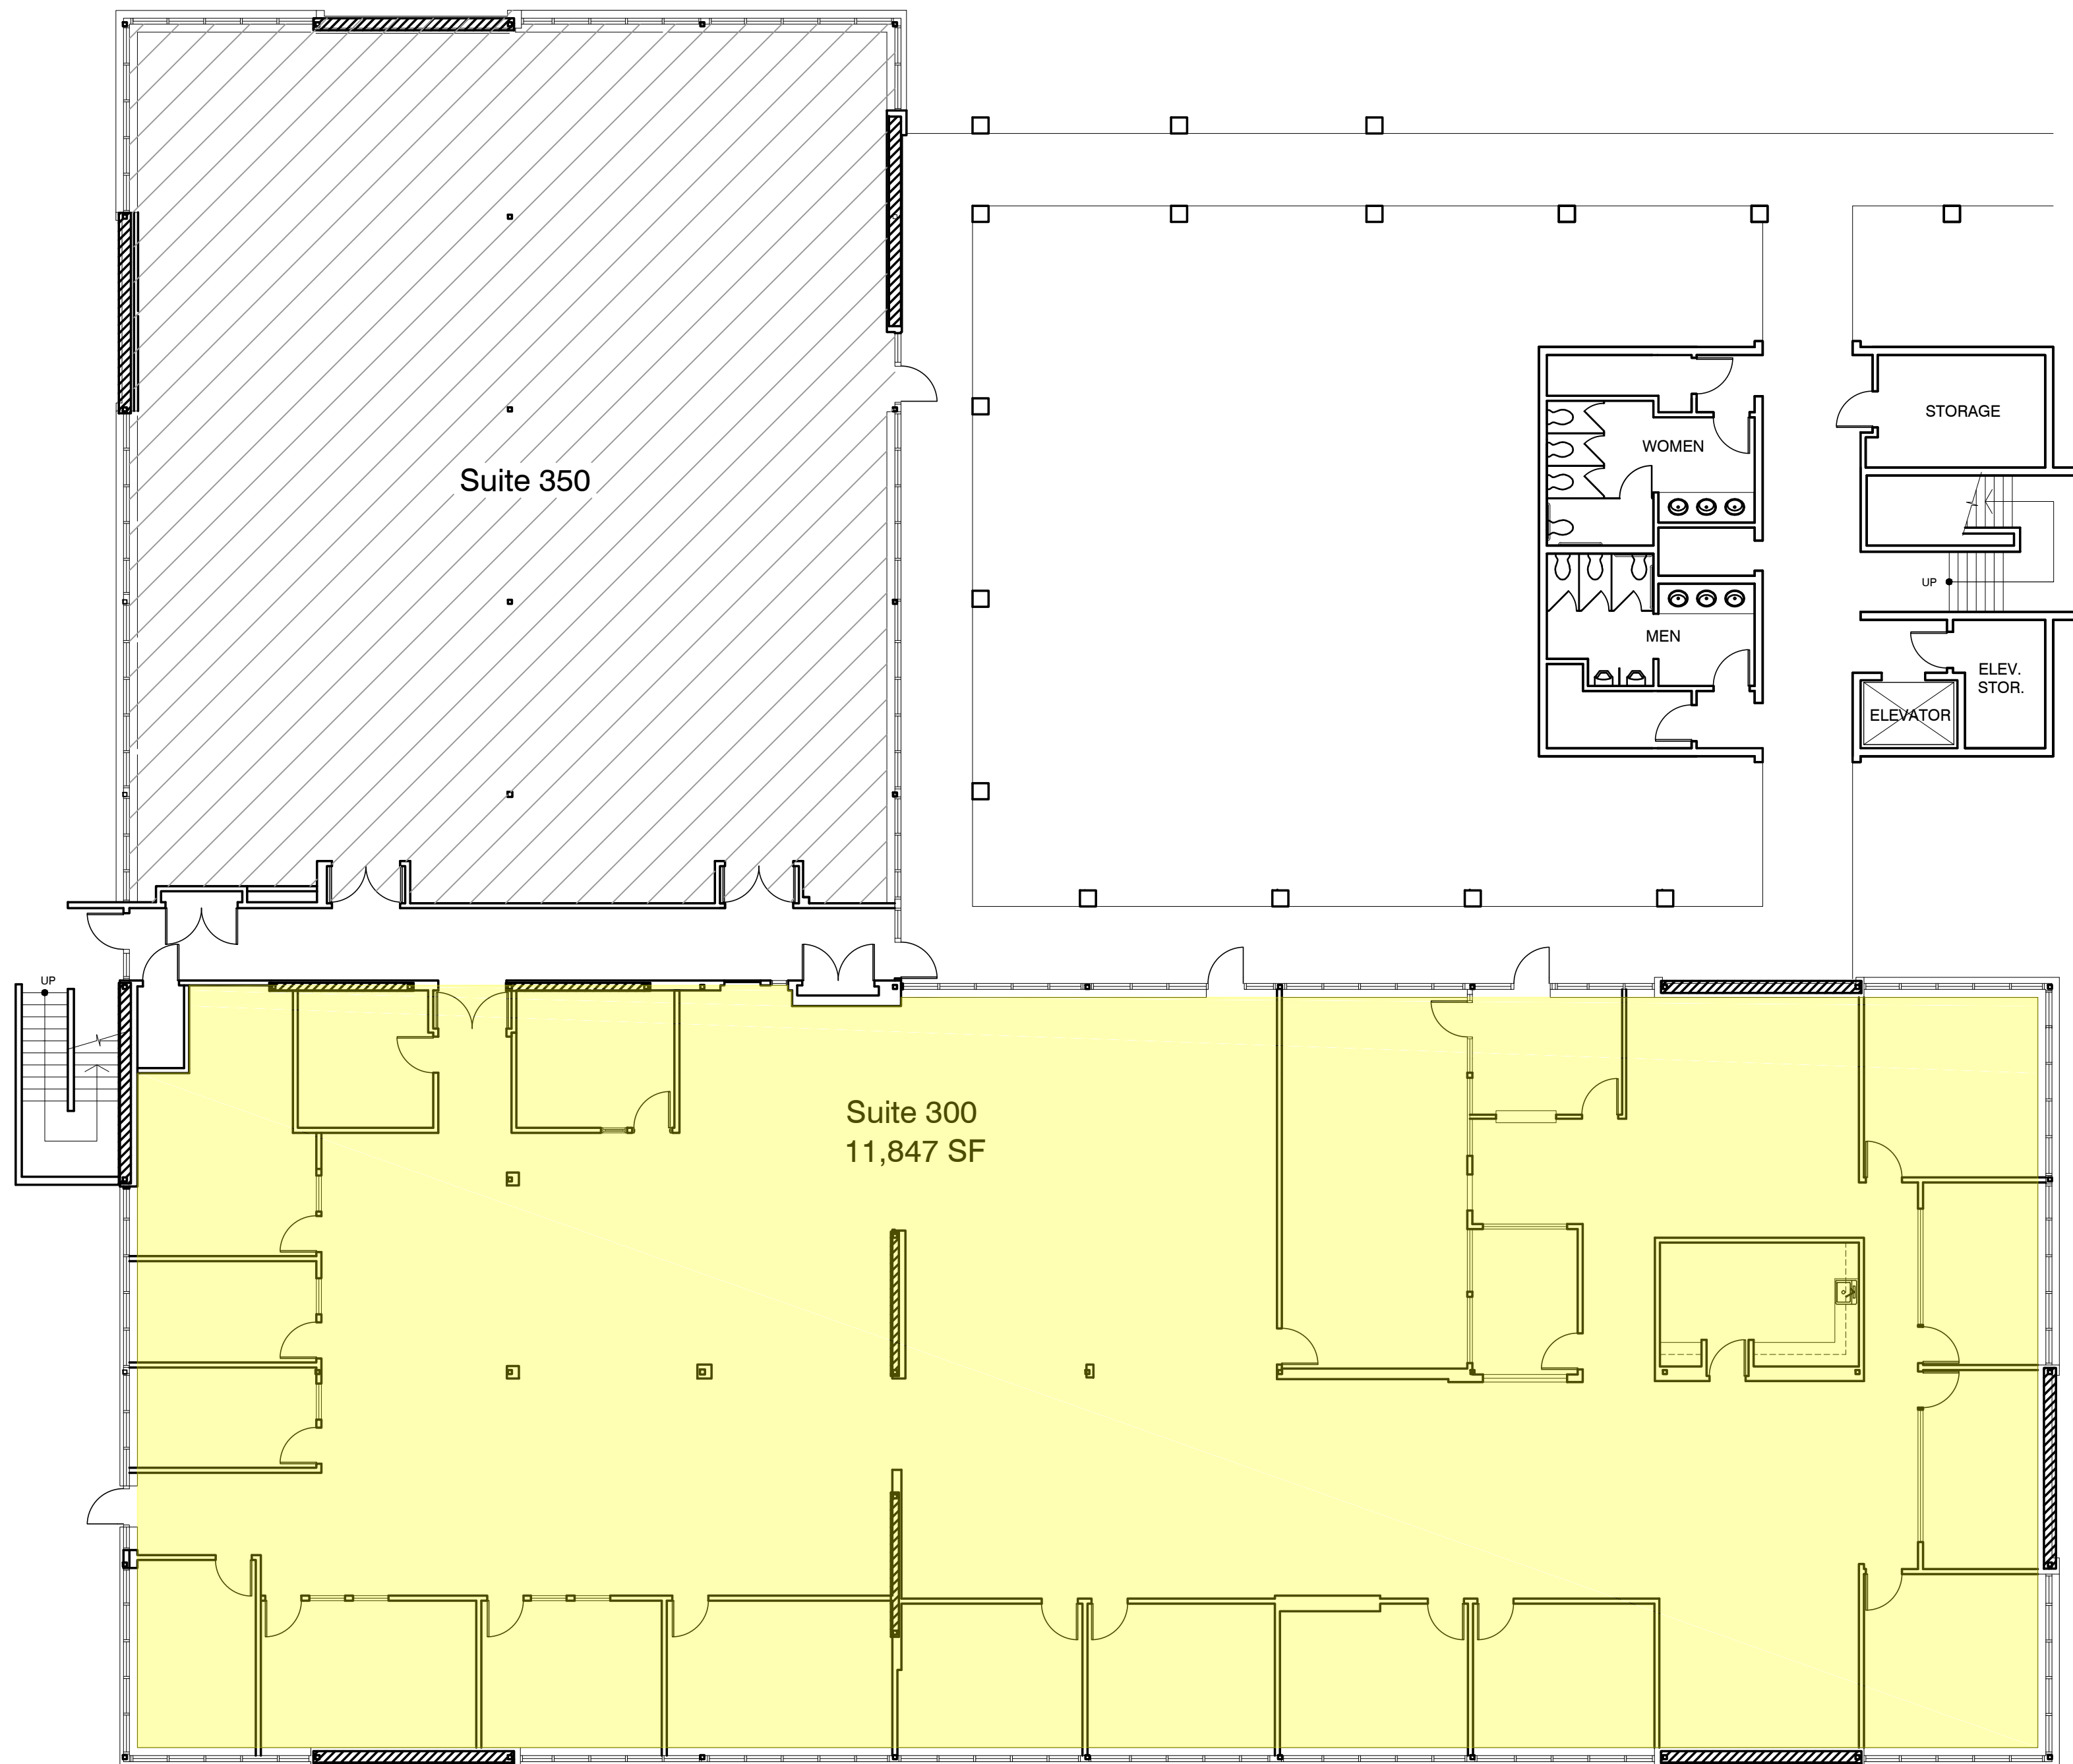 STORAGE
WOMEN
Suite 350
UP
MEN
ELEV.
STOR.
ELEVATOR
UP
Suite 300
11,847 SF